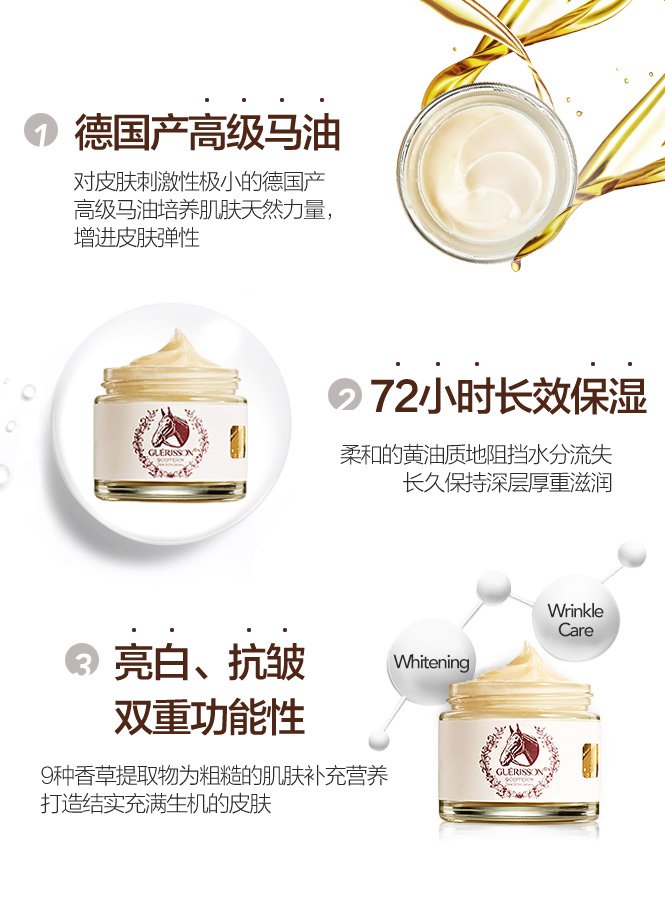 1 德国产高级马油
对皮肤刺激性极小的德国产
高级马油培养肌肤天然力量，
增进皮肤弹性
2 72小时长效保湿
柔和的黄油质地阻挡水分流失
长久保持深层厚重滋润
GUÉRISSON
9complex
3 亮白、抗皱
双重功能性
Whitening
Wrinkle
Care
9种香草提取物为粗糙的肌肤补充营养
打造结实充满生机的皮肤
GUÉRISSON
9complex